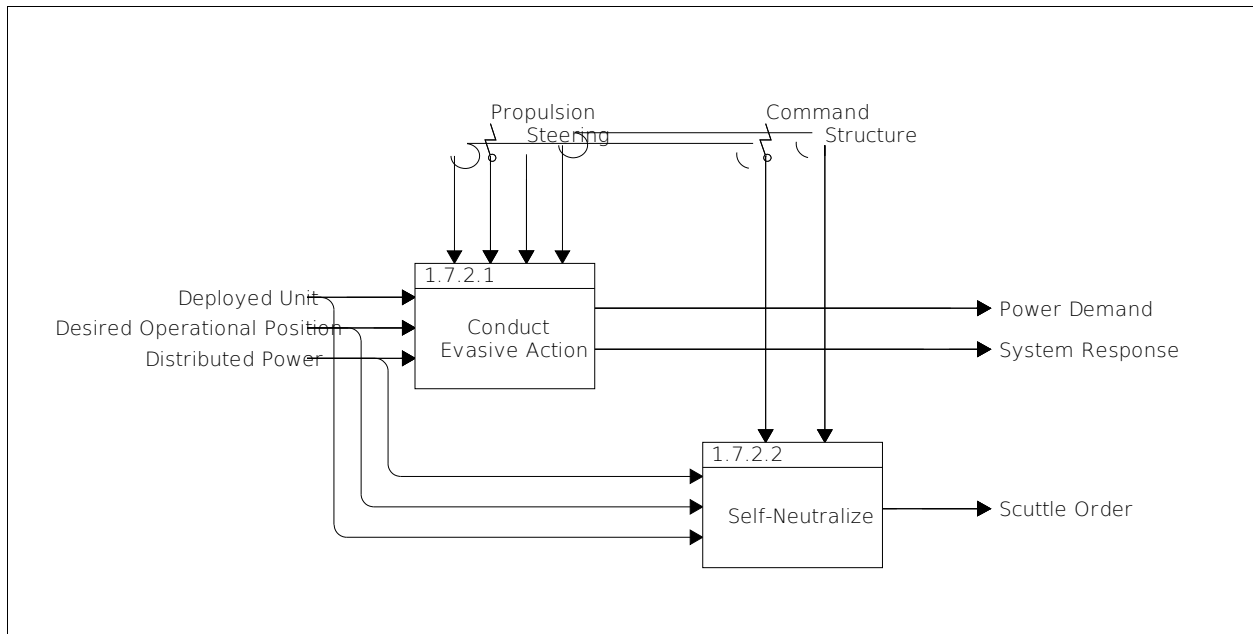 Propulsion
Command
Steering
Structure
1.7.2.1
Deployed Unit
Conduct
Power Demand
Desired Operational Position
Evasive Action
System Response
Distributed Power
1.7.2.2
Self-Neutralize
Scuttle Order